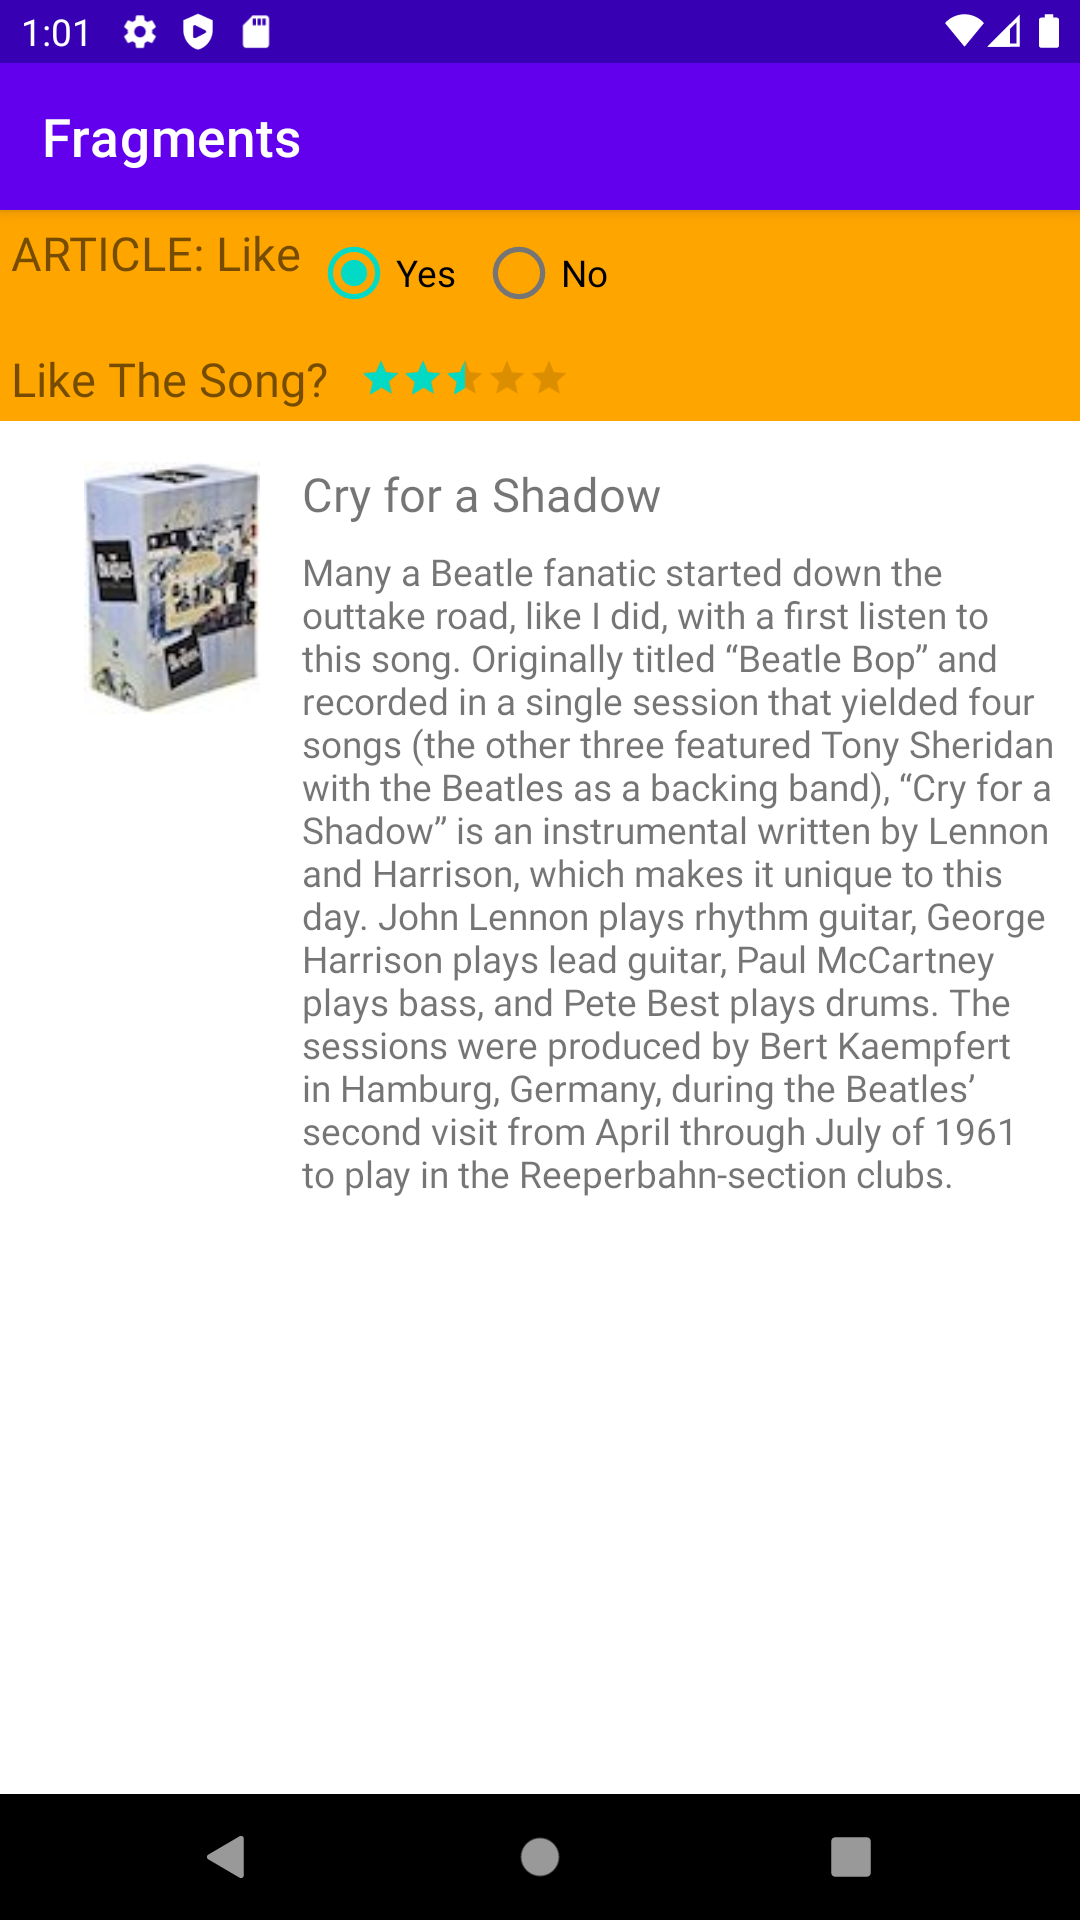 1:01
Fragments
ARTICLE: Like
Yes No
Like The Song?
Cry for a Shadow
Many a Beatle fanatic started down the
outtake road, like I did, with a first listen to
this song. Originally titled “Beatle Bop” and
recorded in a single session that yielded four
songs (the other three featured Tony Sheridan
with the Beatles as a backing band), “Cry for a
Shadow” is an instrumental written by Lennon
and Harrison, which makes it unique to this
day. John Lennon plays rhythm guitar, George
Harrison plays lead guitar, Paul McCartney
plays bass, and Pete Best plays drums. The
sessions were produced by Bert Kaempfert
in Hamburg, Germany, during the Beatles’
second visit from April through July of 1961
to play in the Reeperbahn-section clubs.